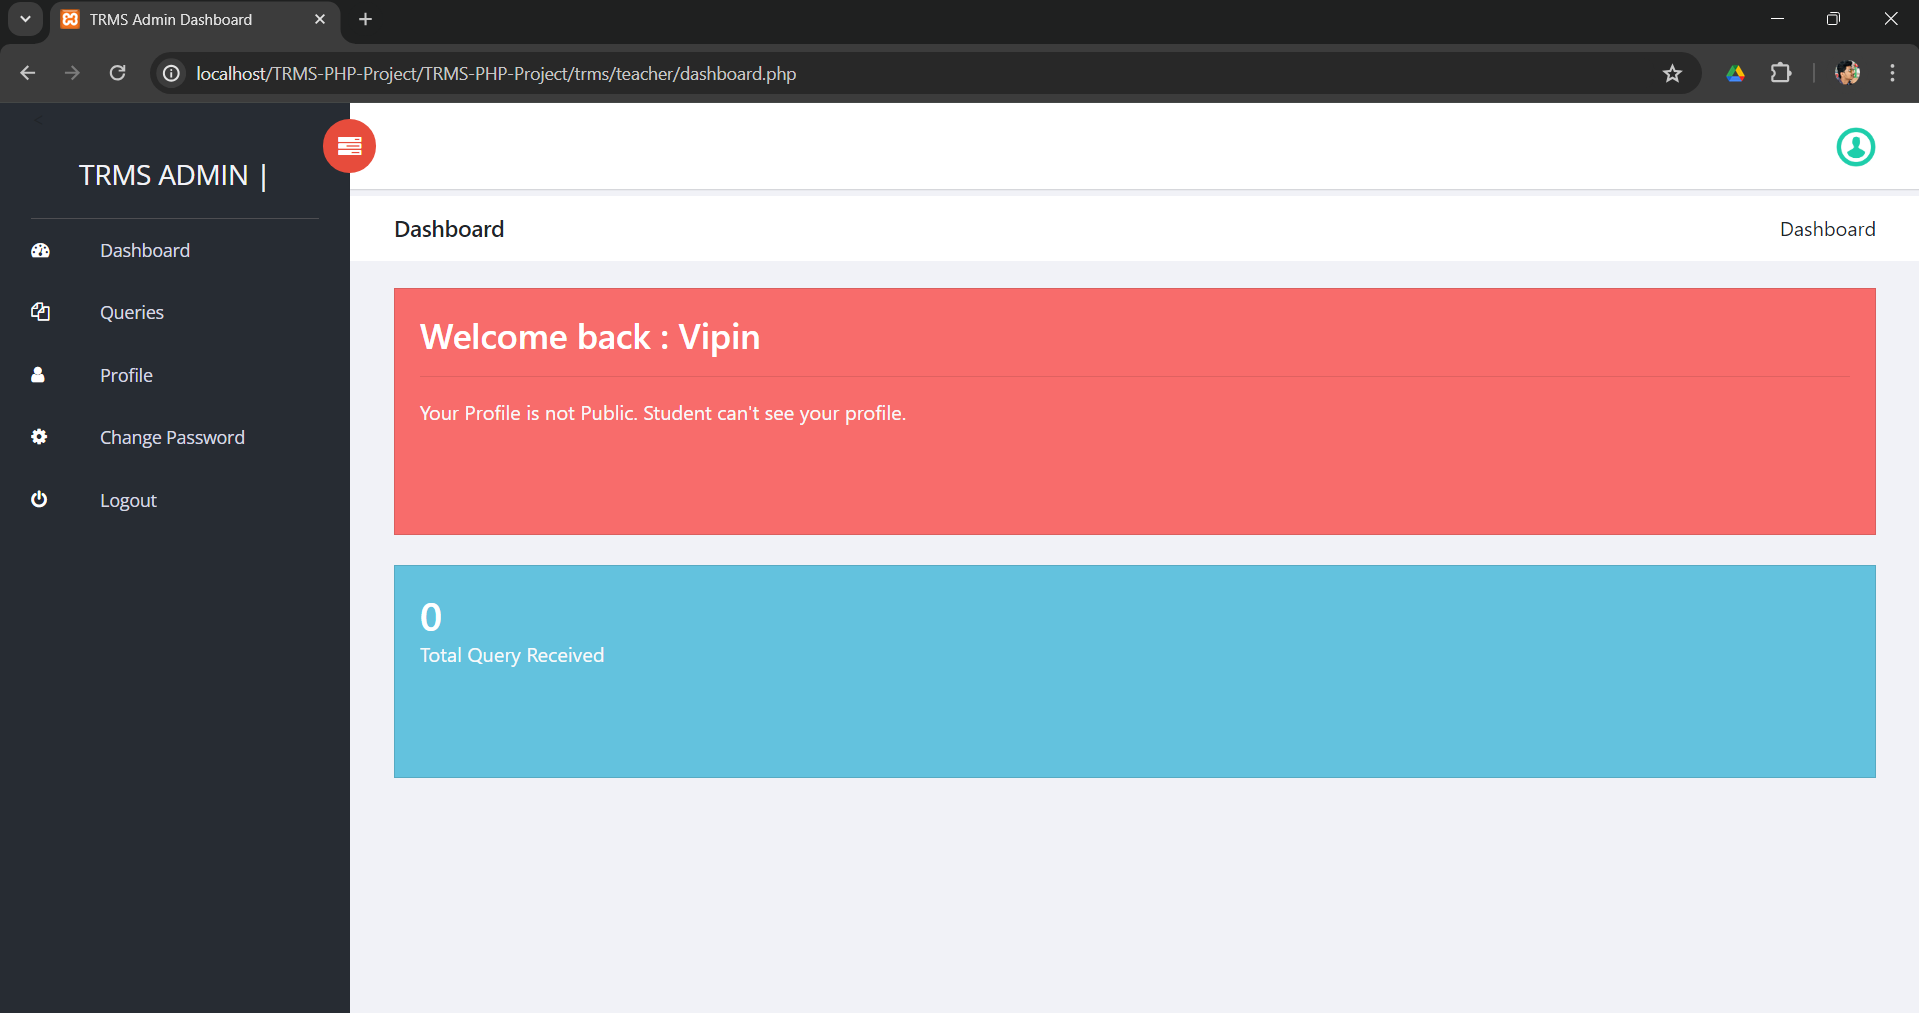 TRMS Admin Dashboard
localhost/TRMS-PHP-Project/TRMS-PHP-Project/trms/teacher/dashboard.php
<
TRMS ADMIN |
Dashboard
Queries
Profile
Change Password
Logout
Dashboard
Dashboard
Welcome back : Vipin
Your Profile is not Public. Student can't see your profile.
0
Total Query Received